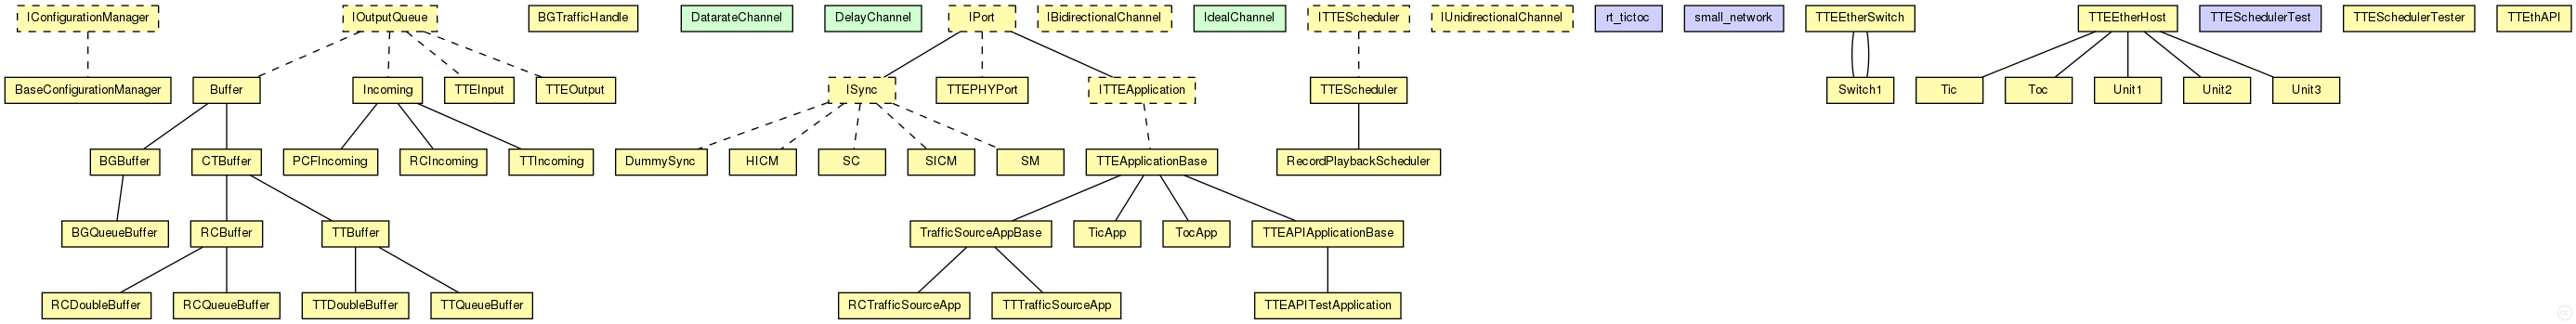 IConfigurationManager
IOutputQueue
BGTrafficHandle
DatarateChannel
DelayChannel
IPort
IBidirectionalChannel
IdealChannel
ITTEScheduler
IUnidirectionalChannel
rt_tictoc
small_network
TTEEtherSwitch
TTEEtherHost
TTESchedulerTest
TTESchedulerTester
TTEthAPI
BaseConfigurationManager
Buffer
Incoming
TTEInput
TTEOutput
ISync
TTEPHYPort
ITTEApplication
TTEScheduler
Switch1
Tic
Toc
Unit1
Unit2
Unit3
BGBuffer
CTBuffer
PCFIncoming
RCIncoming
TTIncoming
DummySync
HICM
SC
SICM
SM
TTEApplicationBase
RecordPlaybackScheduler
BGQueueBuffer
RCBuffer
TTBuffer
TrafficSourceAppBase
TicApp
TocApp
TTEAPIApplicationBase
RCDoubleBuffer
RCQueueBuffer
TTDoubleBuffer
TTQueueBuffer
RCTrafficSourceApp
TTTrafficSourceApp
TTEAPITestApplication